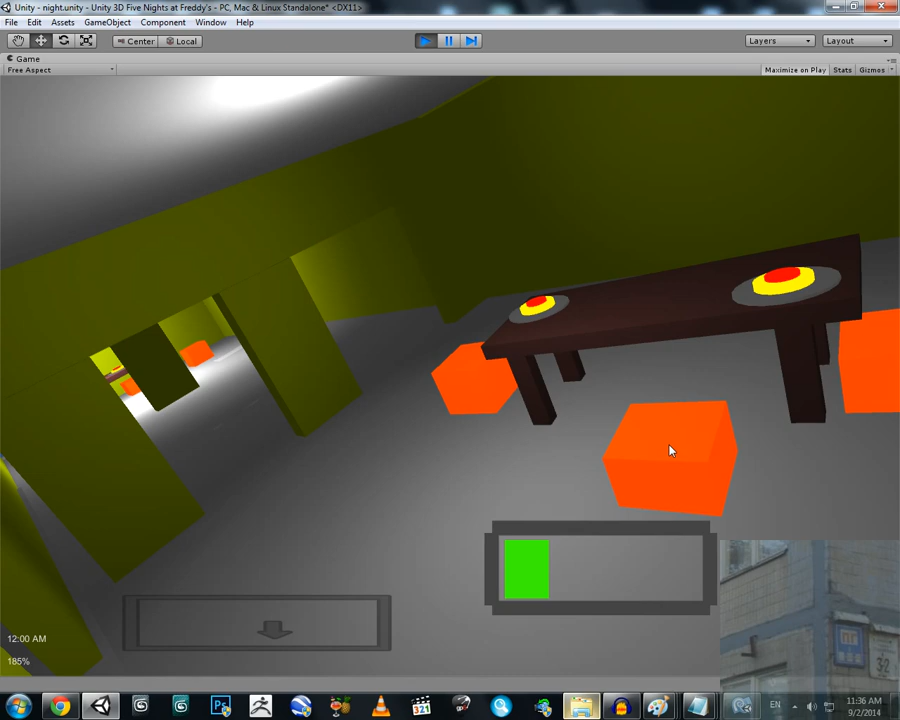 Unity - night.unity - Unity 3D Five Nights at Freddy's - PC, Mac & Linux Standalone* <DX11>
File Edit Assets GameObject Component Window Help
Center Local Layers Layout
Game
Free Aspect Maximize on Play Stats Gizmos
12:00 AM
185%
32
321
EN 11:36 AM
9/2/2014